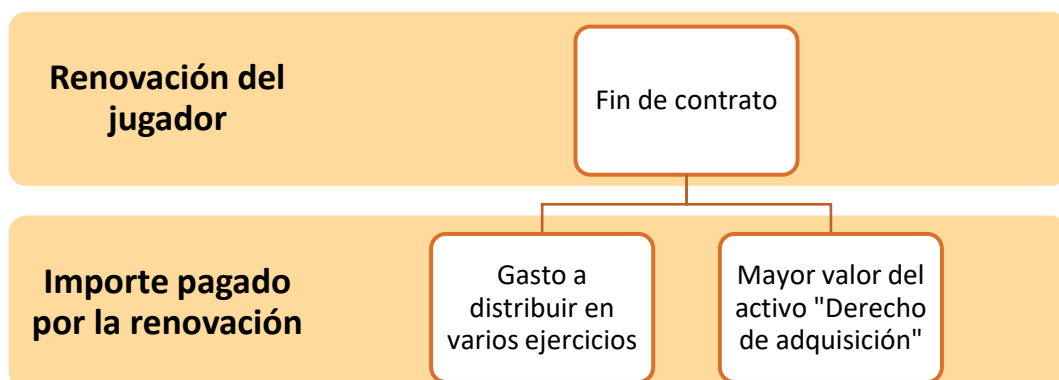 Renovación del
jugador
Fin de contrato
Importe pagado
por la renovación
Gasto a
distribuir en
varios ejercicios
Mayor valor del
activo "Derecho
de adquisición"